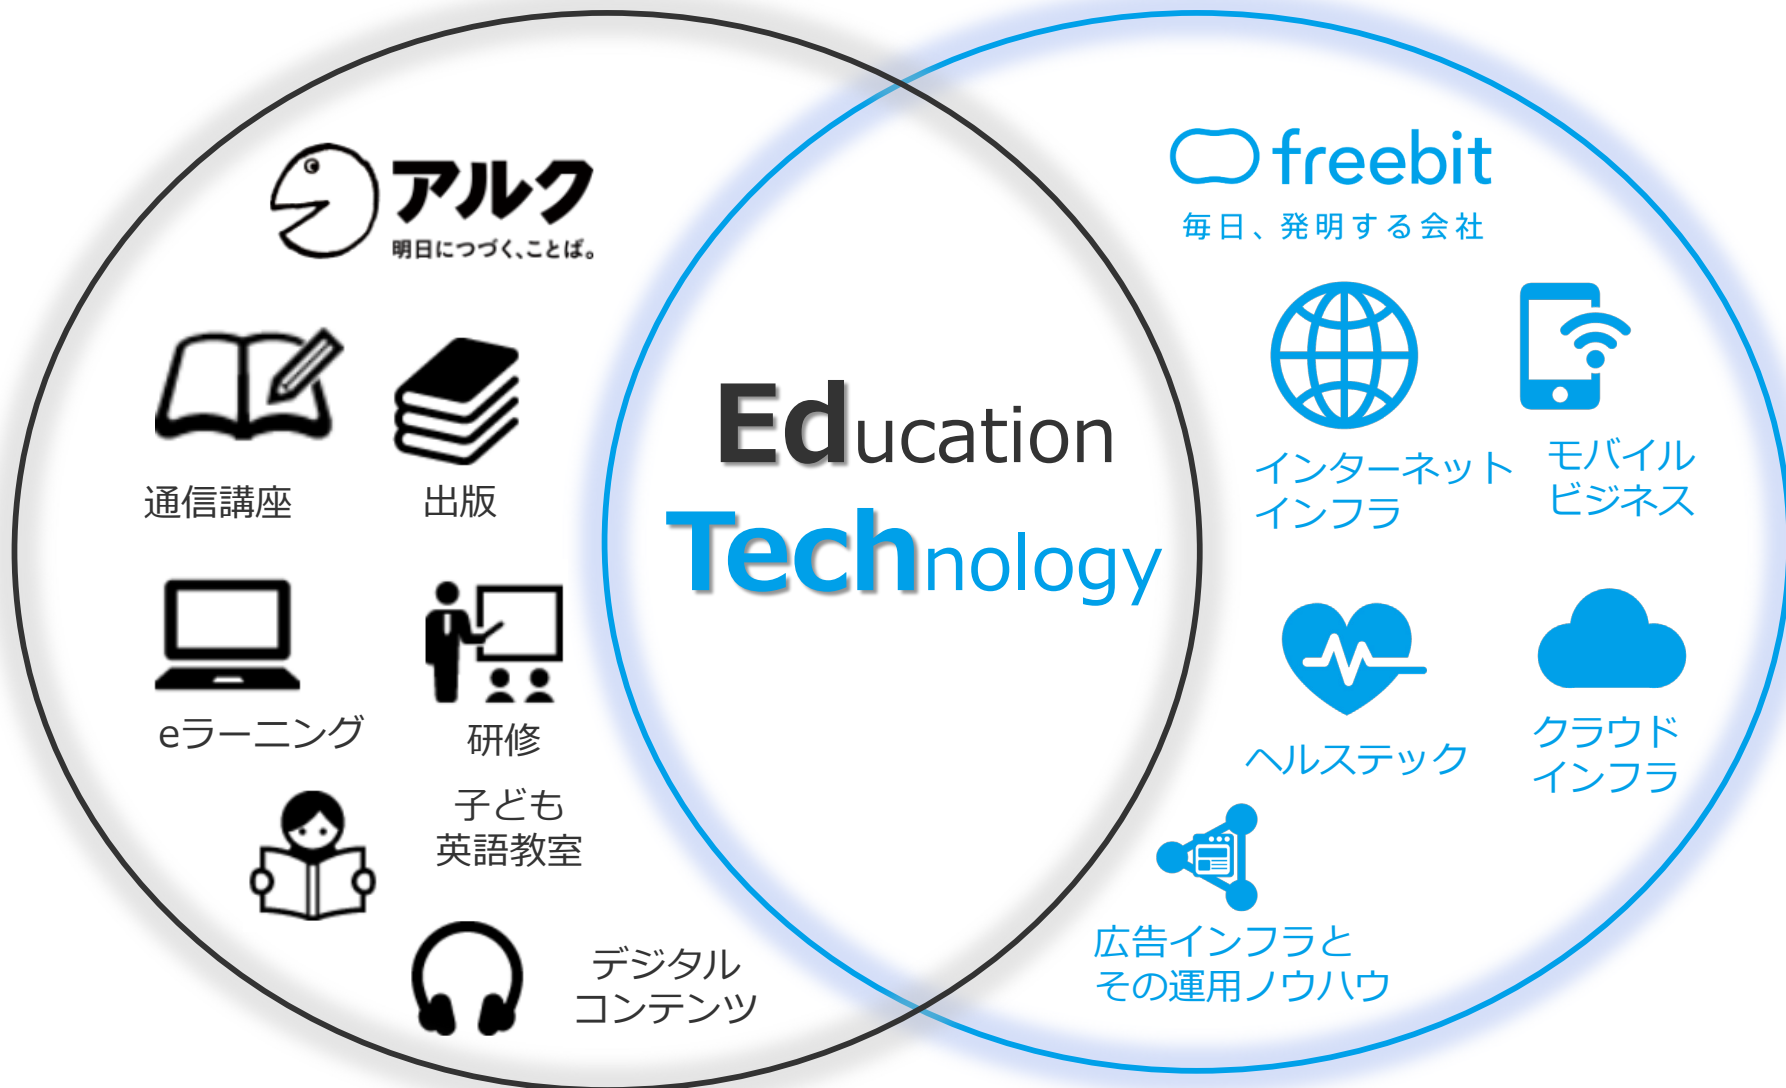 アルク
明日につづく、ことば。
通信講座
出版
eラーニング
研修
子ども
英語教室
デジタル
コンテンツ
Education
Technology
freebit
毎日、発明する会社
インターネット
インフラ
モバイル
ビジネス
ヘルステック
クラウド
インフラ
広告インフラと
その運用ノウハウ